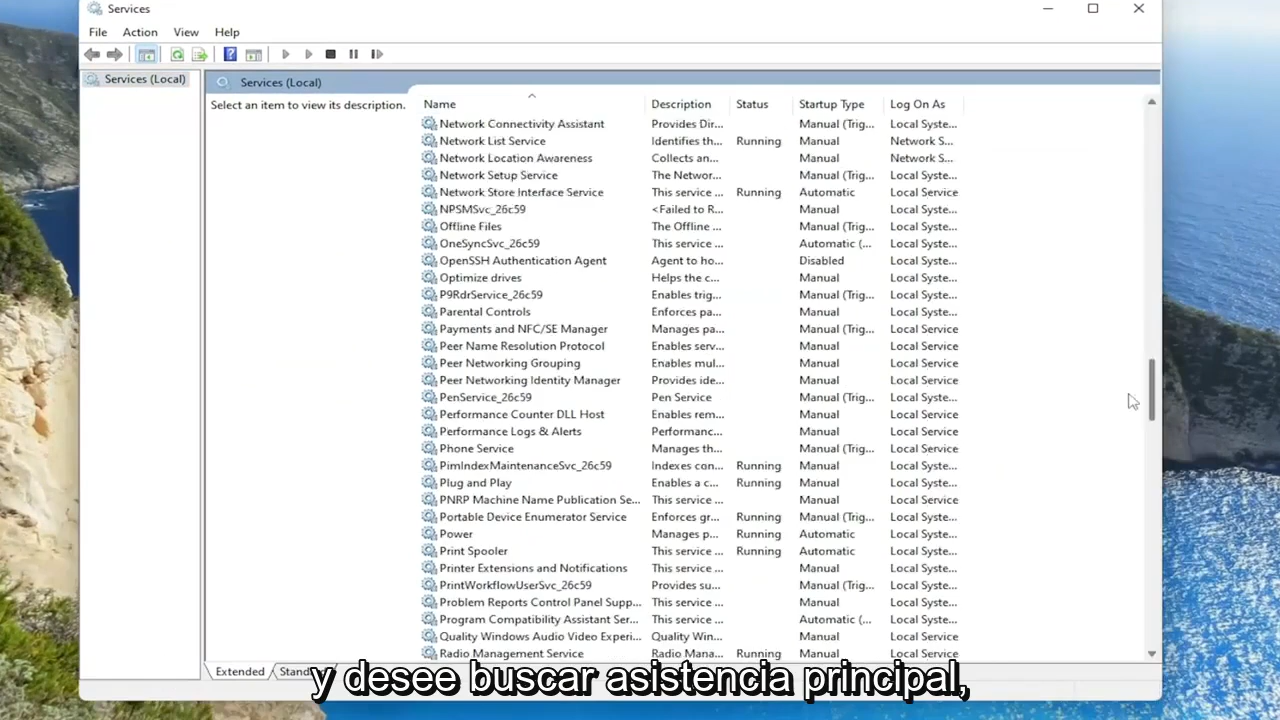 Services
File Action View Help
Services (Local)
Services (Local)
Select an item to view its description.
Name Description Status Startup Type Log On As
Network Connectivity Assistant Provides Dir... Manual (Trig... Local Syste...
Network List Service Identifies th... Running Manual Network S...
Network Location Awareness Collects an... Manual Network S...
Network Setup Service The Networ... Manual (Trig... Local Syste...
Network Store Interface Service This service ... Running Automatic Local Service
NPSMSvc_26c59 <Failed to R... Manual Local Syste...
Offline Files The Offline ... Manual (Trig... Local Syste...
OneSyncSvc_26c59 This service ... Automatic (... Local Syste...
OpenSSH Authentication Agent Agent to ho... Disabled Local Syste...
Optimize drives Helps the c... Manual Local Syste...
P9RdrService_26c59 Enables trig... Manual (Trig... Local Syste...
Parental Controls Enforces pa... Manual Local Syste...
Payments and NFC/SE Manager Manages pa... Manual (Trig... Local Service
Peer Name Resolution Protocol Enables serv... Manual Local Service
Peer Networking Grouping Enables mul... Manual Local Service
Peer Networking Identity Manager Provides ide... Manual Local Service
PenService_26c59 Pen Service Manual (Trig... Local Syste...
Performance Counter DLL Host Enables rem... Manual Local Service
Performance Logs & Alerts Performanc... Manual Local Service
Phone Service Manages th... Manual (Trig... Local Service
PimIndexMaintenanceSvc_26c59 Indexes con... Running Manual Local Syste...
Plug and Play Enables a c... Running Manual Local Syste...
PNRP Machine Name Publication Se... This service ... Manual Local Service
Portable Device Enumerator Service Enforces gr... Running Manual (Trig... Local Syste...
Power Manages p... Running Automatic Local Syste...
Print Spooler This service ... Running Automatic Local Syste...
Printer Extensions and Notifications This service ... Manual Local Syste...
PrintWorkflowUserSvc_26c59 Provides su... Manual (Trig... Local Syste...
Problem Reports Control Panel Supp... This service ... Manual Local Syste...
Program Compatibility Assistant Ser... This service ... Automatic (... Local Syste...
Quality Windows Audio Video Experi... Quality Win... Manual Local Service
Radio Management Service This service ... Running Manual Local Service
Extended
y desee buscar asistencia principal,